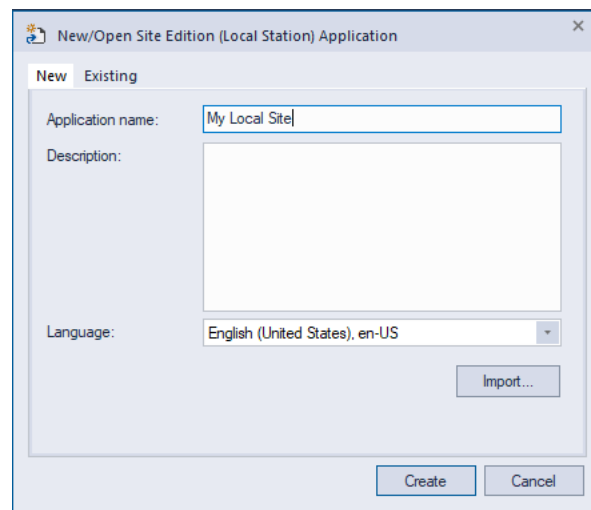 New/Open Site Edition (Local Station) Application
New Existing
Application name: My Local Site
Description:
Language: English (United States), en-US
Import...
Create Cancel